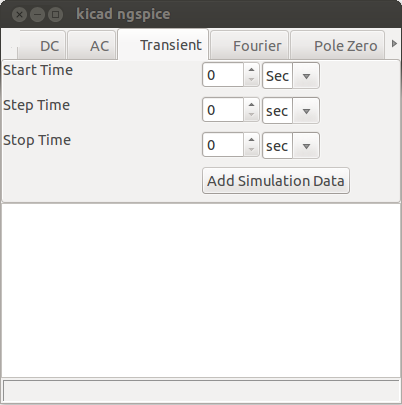 kicad ngspice
DC AC Transient Fourier Pole Zero
Start Time 0 Sec
Step Time 0 sec
Stop Time 0 sec
Add Simulation Data